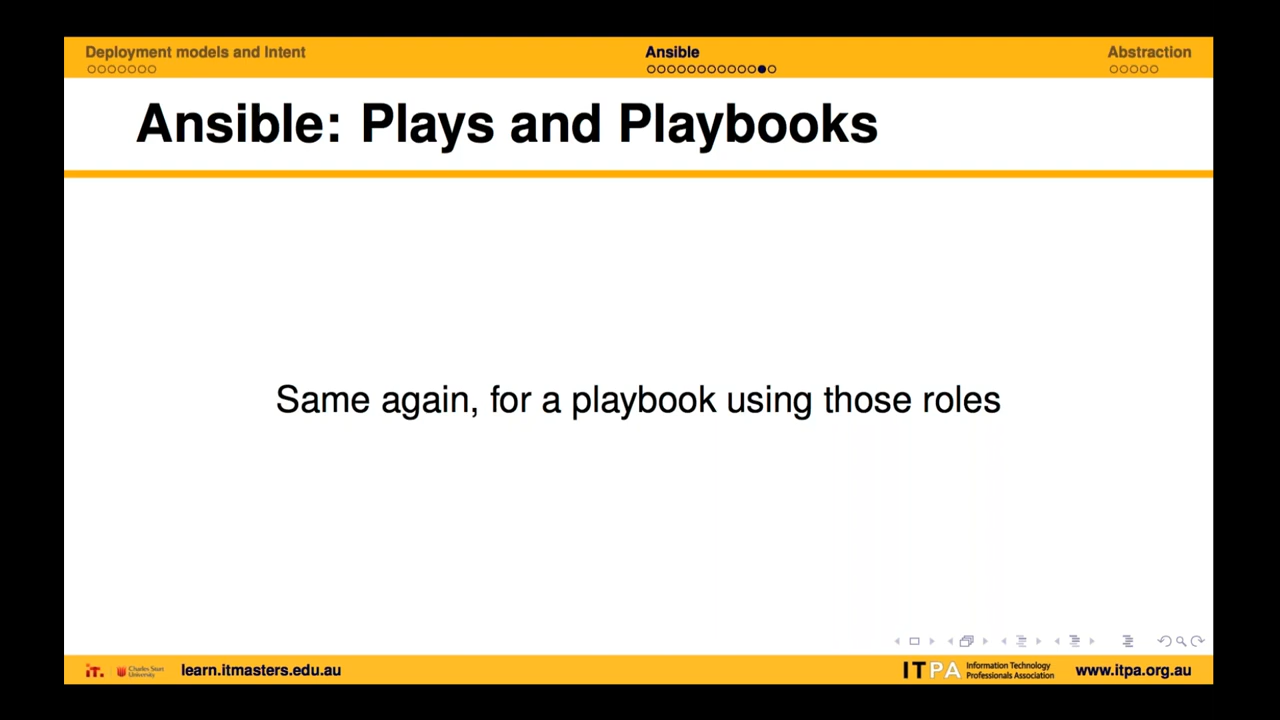 Deployment models and Intent
Ansible
Abstraction
Ansible: Plays and Playbooks
Same again, for a playbook using those roles
iT.
Charles Sturt
University
learn.itmasters.edu.au
ITPA
Information Technology
Professionals Association
www.itpa.org.au